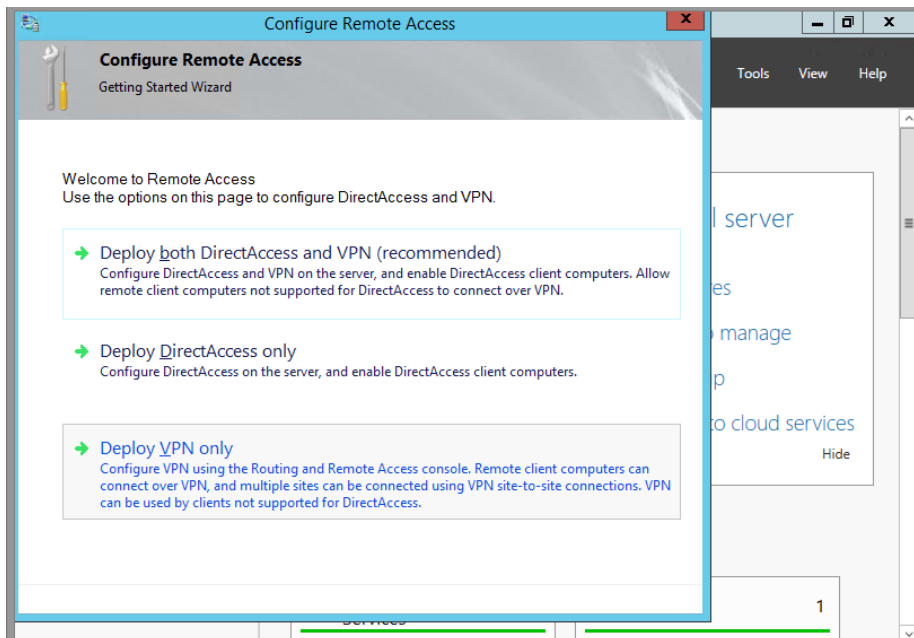 Configure Remote Access
x
x
Configure Remote Access
Getting Started Wizard
Tools View Help
Welcome to Remote Access
Use the options on this page to configure DirectAccess and VPN.
l server
Deploy both DirectAccess and VPN (recommended)
Configure DirectAccess and VPN on the server, and enable DirectAccess client computers. Allow
remote client computers not supported for DirectAccess to connect over VPN.
es
manage
Deploy DirectAccess only
Configure DirectAccess on the server, and enable DirectAccess client computers.
p
to cloud services
Hide
Deploy VPN only
Configure VPN using the Routing and Remote Access console. Remote client computers can
connect over VPN, and multiple sites can be connected using VPN site-to-site connections. VPN
can be used by clients not supported for DirectAccess.
1